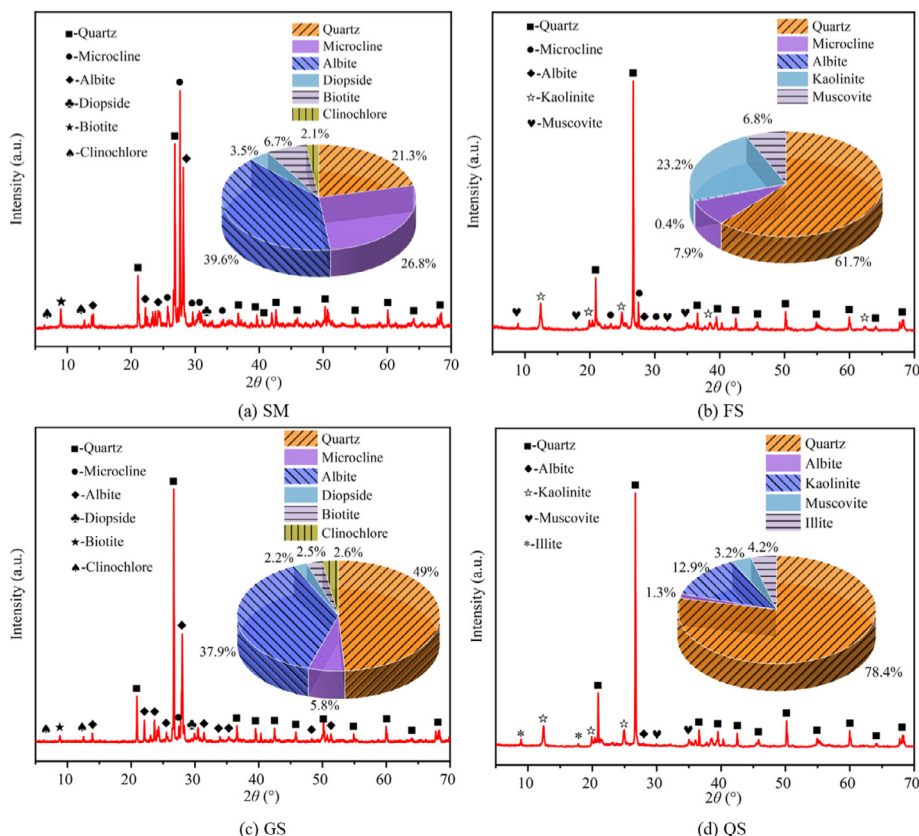 ■-Quartz
●-Microcline
◆-Albite
♣-Diopside
★-Biotite
♠-Clinochlore
Quartz
Microcline
Albite
Diopside
Biotite
Clinochlore
3.5%
6.7%
2.1%
21.3%
39.6%
26.8%
Intensity (a.u.)
10 20 30 40 50 60 70
2θ (°)
(a) SM
■-Quartz
●-Microcline
◆-Albite
☆-Kaolinite
♥-Muscovite
Quartz
Microcline
Albite
Kaolinite
Muscovite
6.8%
23.2%
0.4%
7.9%
61.7%
Intensity (a.u.)
10 20 30 40 50 60 70
2θ (°)
(b) FS
■-Quartz
●-Microcline
◆-Albite
♣-Diopside
★-Biotite
♠-Clinochlore
Quartz
Microcline
Albite
Diopside
Biotite
Clinochlore
2.2%
2.5%
2.6%
49%
37.9%
5.8%
Intensity (a.u.)
10 20 30 40 50 60 70
2θ (°)
(c) GS
■-Quartz
◆-Albite
☆-Kaolinite
♥-Muscovite
*-Illite
Quartz
Albite
Kaolinite
Muscovite
Illite
3.2%
4.2%
12.9%
1.3%
78.4%
Intensity (a.u.)
10 20 30 40 50 60 70
2θ (°)
(d) QS